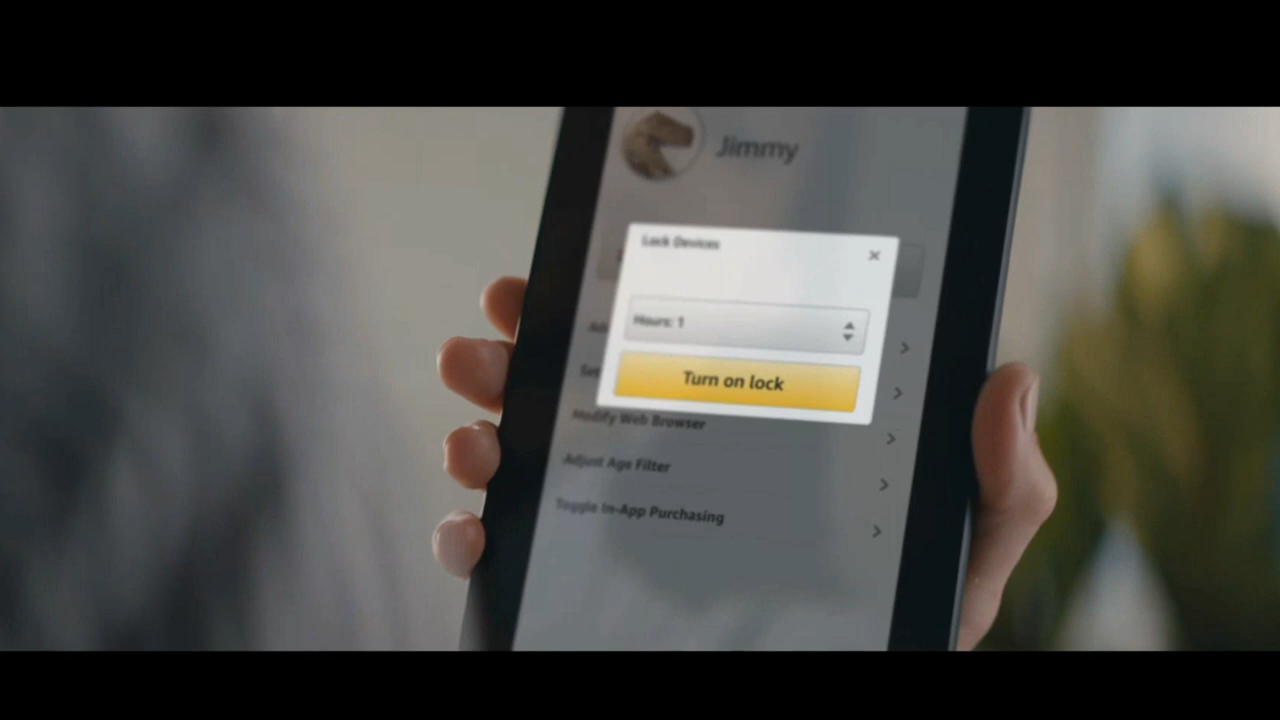 Jimmy
Lock Devices
Hours: 1
Turn on lock
Modify Web Browser
Adjust Age Filter
Toggle In-App Purchasing